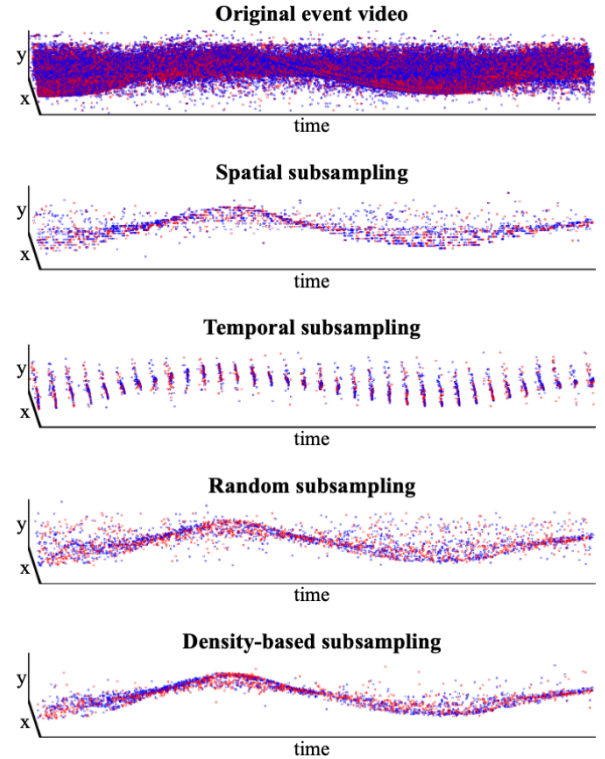 Original event video
y
x
time
Spatial subsampling
y
x
time
Temporal subsampling
y
x
time
Random subsampling
y
x
time
Density-based subsampling
y
x
time